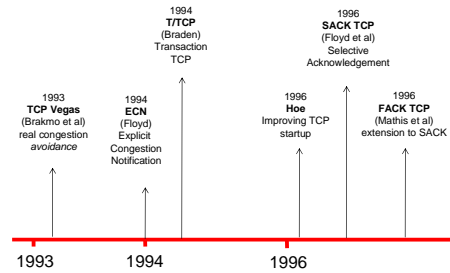 1993
TCP Vegas
(Brakmo et al)
real congestion
avoidance
1994
ECN
(Floyd)
Explicit
Congestion
Notification
1994
T/TCP
(Braden)
Transaction
TCP
1996
Hoe
Improving TCP
startup
1996
SACK TCP
(Floyd et al)
Selective
Acknowledgement
1996
FACK TCP
(Mathis et al)
extension to SACK
1993
1994
1996